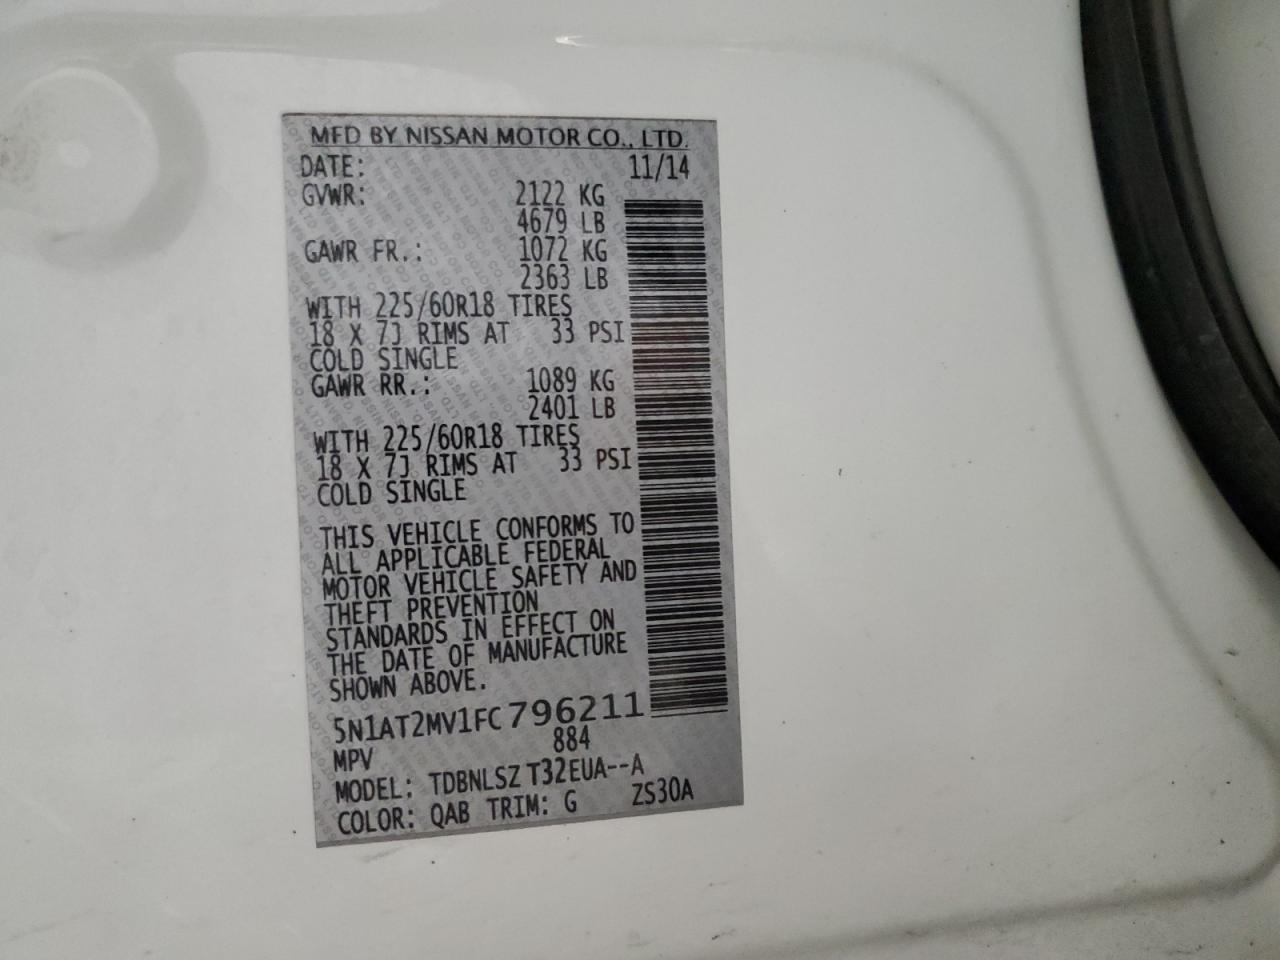 MFD BY NISSAN MOTOR CO., LTD.
DATE: 11/14
GVWR: 2122 KG
4679 LB
GAWR FR.: 1072 KG
2363 LB
WITH 225/60R18 TIRES
18 X 7J RIMS AT 33 PSI
COLD SINGLE
GAWR RR.: 1089 KG
2401 LB
WITH 225/60R18 TIRES
18 X 7J RIMS AT 33 PSI
COLD SINGLE
THIS VEHICLE CONFORMS TO
ALL APPLICABLE FEDERAL
MOTOR VEHICLE SAFETY AND
THEFT PREVENTION
STANDARDS IN EFFECT ON
THE DATE OF MANUFACTURE
SHOWN ABOVE.
5N1AT2MV1FC796211
MPV 884
MODEL: TDBNLSZ T32EUA--A
COLOR: QAB TRIM: G ZS30A